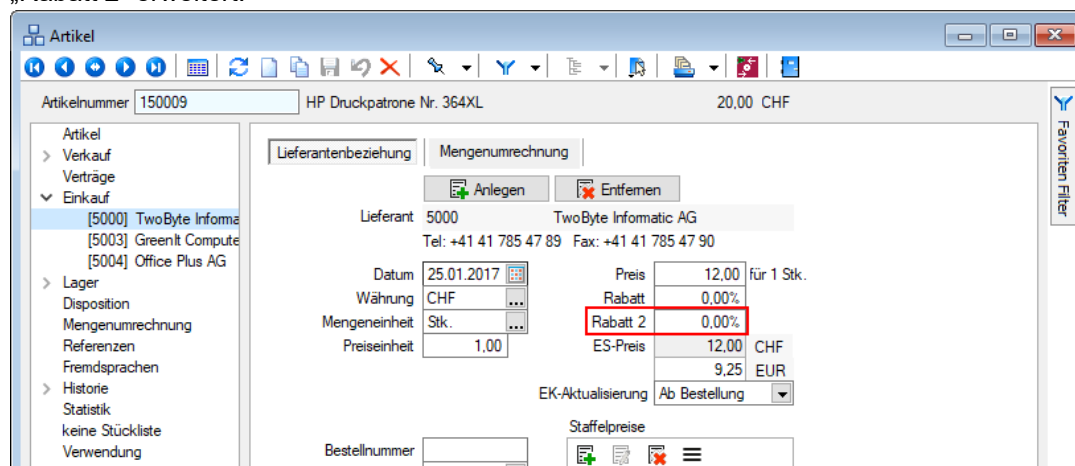 „Rabatt 2“ erweitert.
Artikel
Artikelnummer 150009 HP Druckpatrone Nr. 364XL 20,00 CHF
Artikel
Verkauf
Verträge
Einkauf
[5000] TwoByte Informa
[5003] GreenIt Compute
[5004] Office Plus AG
Lager
Disposition
Mengenumrechnung
Referenzen
Fremdsprachen
Historie
Statistik
keine Stückliste
Verwendung
Lieferantenbeziehung Mengenumrechnung
Anlegen Entfernen
Lieferant 5000 TwoByte Informatic AG
Tel: +41 41 785 47 89 Fax: +41 41 785 47 90
Datum 25.01.2017 Preis 12,00 für 1 Stk.
Währung CHF ... Rabatt 0,00%
Mengeneinheit Stk. ... Rabatt 2 0,00%
Preiseinheit 1,00 ES-Preis 12,00 CHF
9,25 EUR
EK-Aktualisierung Ab Bestellung
Staffelpreise
Bestellnummer
Favoriten Filter